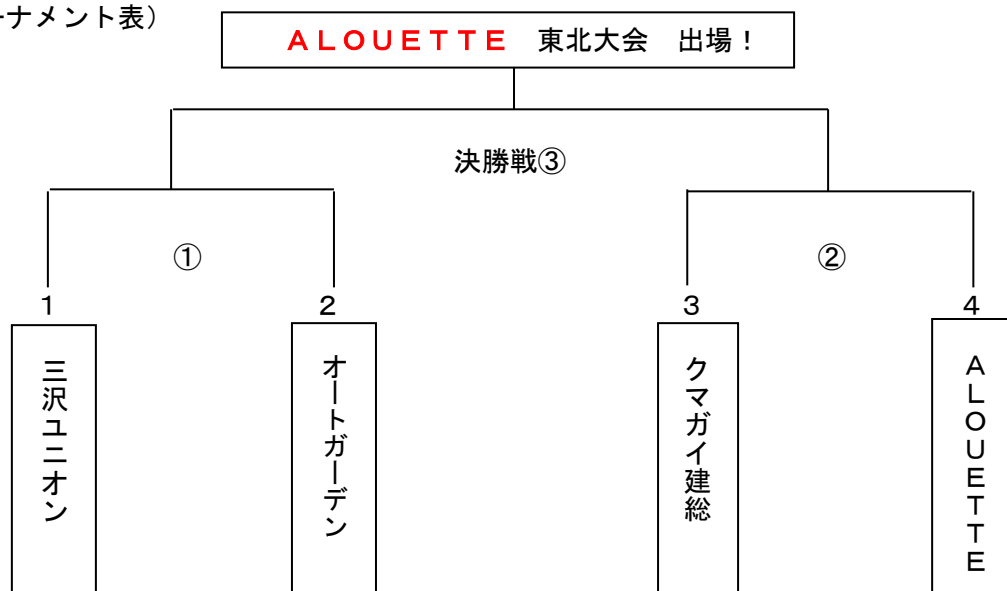 ーナメント表）
ＡＬＯＵＥＴＴＥ　東北大会　出場！
決勝戦③
①
②
1
2
3
4
三沢ユニオン
オートガーデン
クマガイ建総
ＡＬＯＵＥＴＴＥ